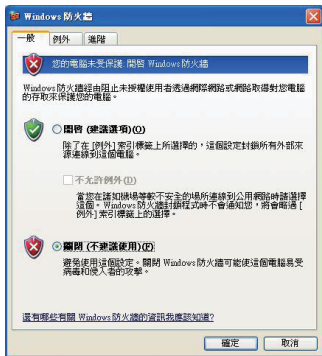 Windows 防火牆
一般 例外 進階
您的電腦未受保護: 開啓 Windows 防火牆
Windows 防火牆經由阻止未授權使用者透過網際網路或網路取得對您電腦
的存取來保護您的電腦。
開啓 (建議選項)(O)
除了在 [例外] 索引標籤上所選擇的，這個設定封鎖所有外部來
源連線到這個電腦。
不允許例外(D)
當您在諸如機場等較不安全的場所連線到公用網路時請選擇
這個。Windows 防火牆封鎖程式時不會通知您，將會略過 [
例外] 索引標籤上的選擇。
關閉 (不建議使用)(F)
避免使用這個設定。關閉 Windows 防火牆可能使這個電腦易受
病毒和侵入者的攻擊。
還有哪些有關 Windows 防火牆的資訊我應該知道?
確定 取消